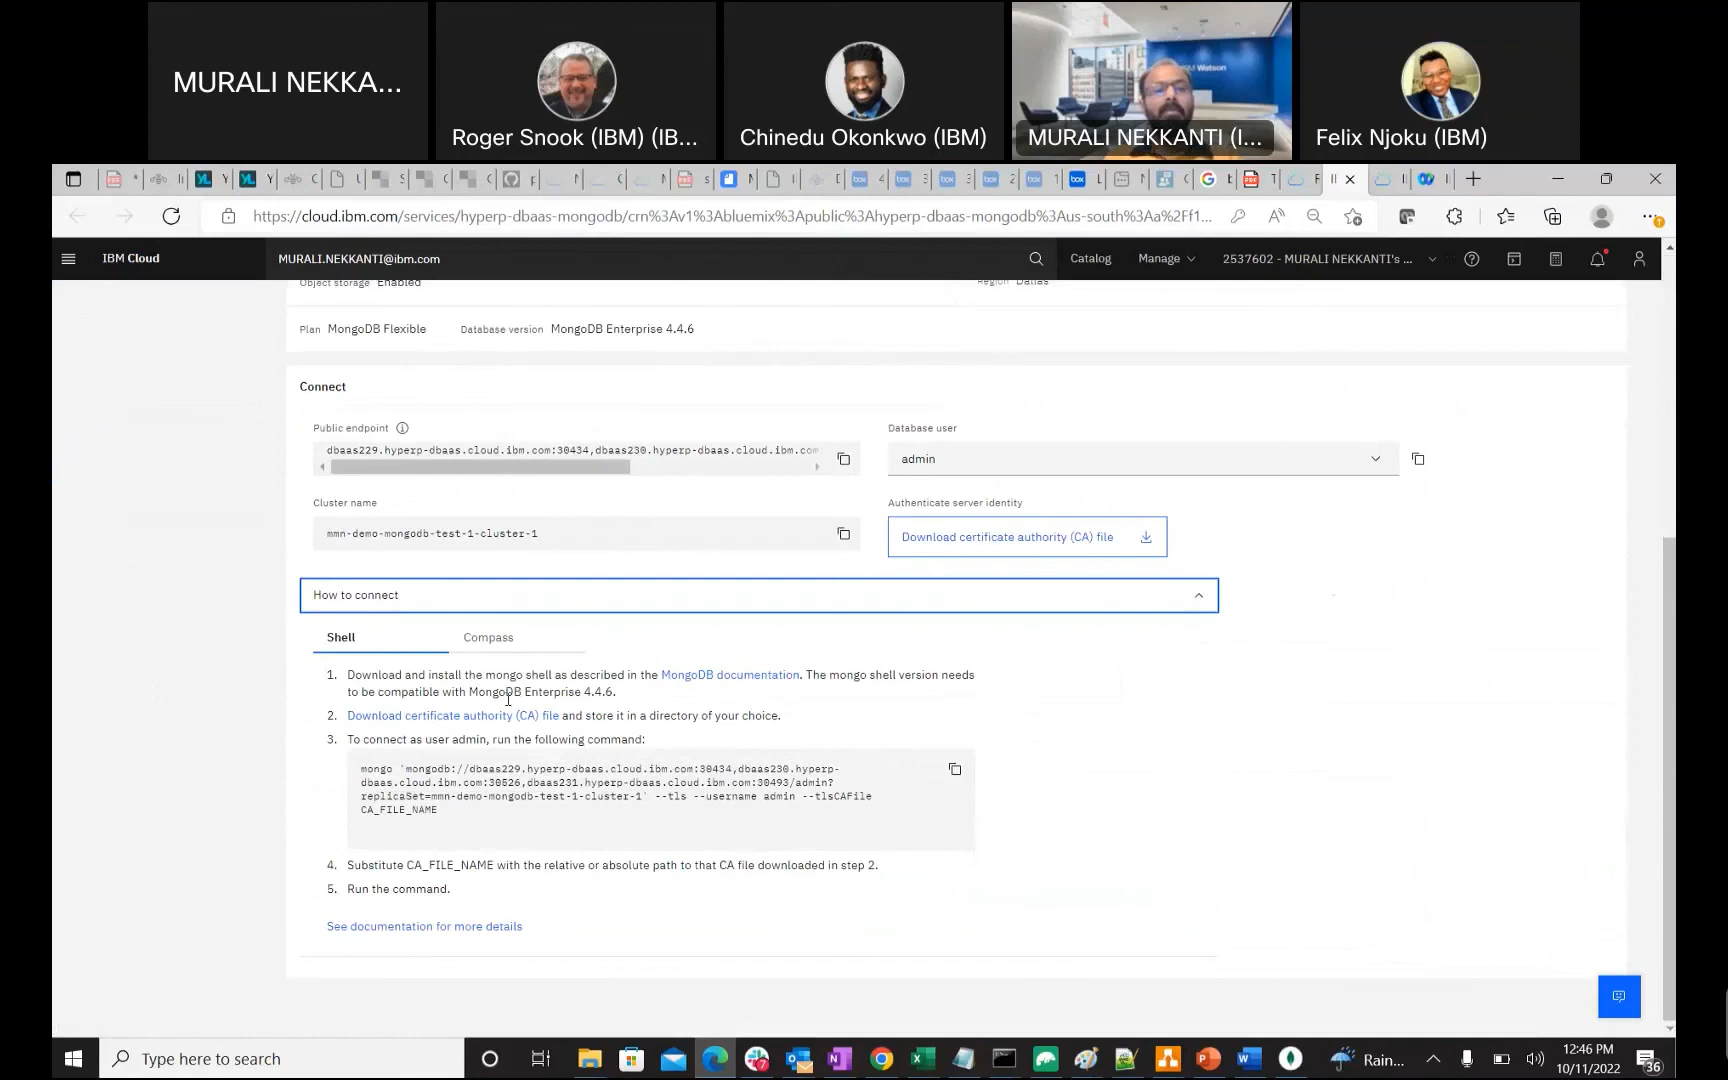 MURALI NEKKA...
Roger Snook (IBM) (IB...
Chinedu Okonkwo (IBM)
Watson
MURALI NEKKANTI (I...
Felix Njoku (IBM)
https://cloud.ibm.com/services/hyperp-dbaas-mongodb/crn%3Av1%3Abluemix%3Apublic%3Ahyperp-dbaas-mongodb%3Aus-south%3Aa%2Ff1...
IBM Cloud
MURALI.NEKKANTI@ibm.com
Catalog
Manage
2537602 - MURALI NEKKANTI's ...
Object storage Enabled
Region Dallas
Plan MongoDB Flexible
Database version MongoDB Enterprise 4.4.6
Connect
Public endpoint
Database user
dbaas229.hyperp-dbaas.cloud.ibm.com:30434,dbaas230.hyperp-dbaas.cloud.ibm.com
admin
Cluster name
Authenticate server identity
mmn-demo-mongodb-test-1-cluster-1
Download certificate authority (CA) file
How to connect
Shell
Compass
1. Download and install the mongo shell as described in the MongoDB documentation. The mongo shell version needs
to be compatible with MongoDB Enterprise 4.4.6.
2. Download certificate authority (CA) file and store it in a directory of your choice.
3. To connect as user admin, run the following command:
mongo 'mongodb://dbaas229.hyperp-dbaas.cloud.ibm.com:30434,dbaas230.hyperp-
dbaas.cloud.ibm.com:30526,dbaas231.hyperp-dbaas.cloud.ibm.com:30493/admin?
replicaSet=mmn-demo-mongodb-test-1-cluster-1' --tls --username admin --tlsCAFile
CA_FILE_NAME
4. Substitute CA_FILE_NAME with the relative or absolute path to that CA file downloaded in step 2.
5. Run the command.
See documentation for more details
Type here to search
Rain...
12:46 PM
10/11/2022
36